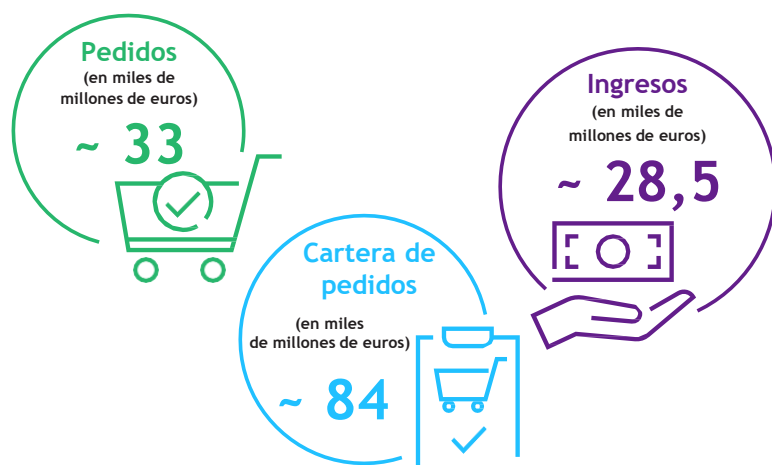 Pedidos
(en miles de
millones de euros)
~ 33
Ingresos
(en miles de
millones de euros)
~ 28,5
Cartera de
pedidos
(en miles
de millones de euros)
~ 84